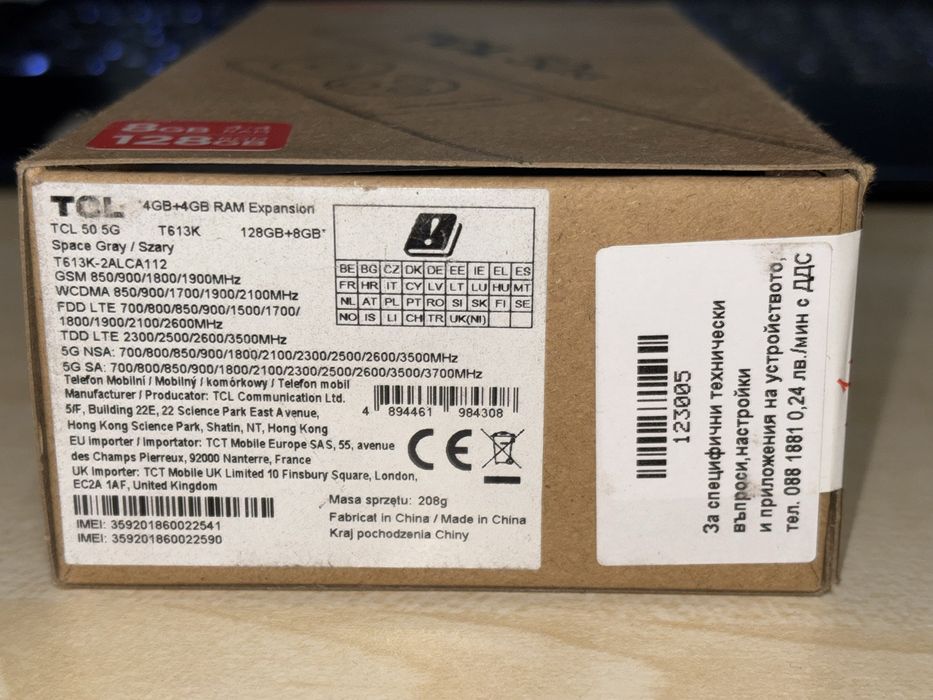 8GB
128GB
TCL *4GB+4GB RAM Expansion
TCL 50 5G T613K 128GB+8GB*
Space Gray / Szary
T613K-2ALCA112
GSM 850/900/1800/1900MHz
WCDMA 850/900/1700/1900/2100MHz
FDD LTE 700/800/850/900/1500/1700/
1800/1900/2100/2600MHz
TDD LTE 2300/2500/2600/3500MHz
5G NSA: 700/800/850/900/1800/2100/2300/2500/2600/3500MHz
5G SA: 700/800/850/900/1800/2100/2300/2500/2600/3500/3700MHz
Telefon Mobilní / Mobilný / komórkowy / Telefon mobil
Manufacturer / Producator: TCL Communication Ltd.
5/F, Building 22E, 22 Science Park East Avenue,
Hong Kong Science Park, Shatin, NT, Hong Kong
EU importer / Importator: TCT Mobile Europe SAS, 55, avenue
des Champs Pierreux, 92000 Nanterre, France
UK Importer: TCT Mobile UK Limited 10 Finsbury Square, London,
EC2A 1AF, United Kingdom
IMEI: 359201860022541
IMEI: 359201860022590
BE BG CZ DK DE EE IE EL ES
FR HR IT CY LV LT LU HU MT
NL AT PL PT RO SI SK FI SE
NO IS LI CH TR UK(NI)
4 894461 984308
CE
Masa sprzętu: 208g
Fabricat in China / Made in China
Kraj pochodzenia Chiny
123005
За специфични технически
въпроси,настройки
и приложения на устройството,
тел. 088 1881 0,24 лв./мин с ДДС